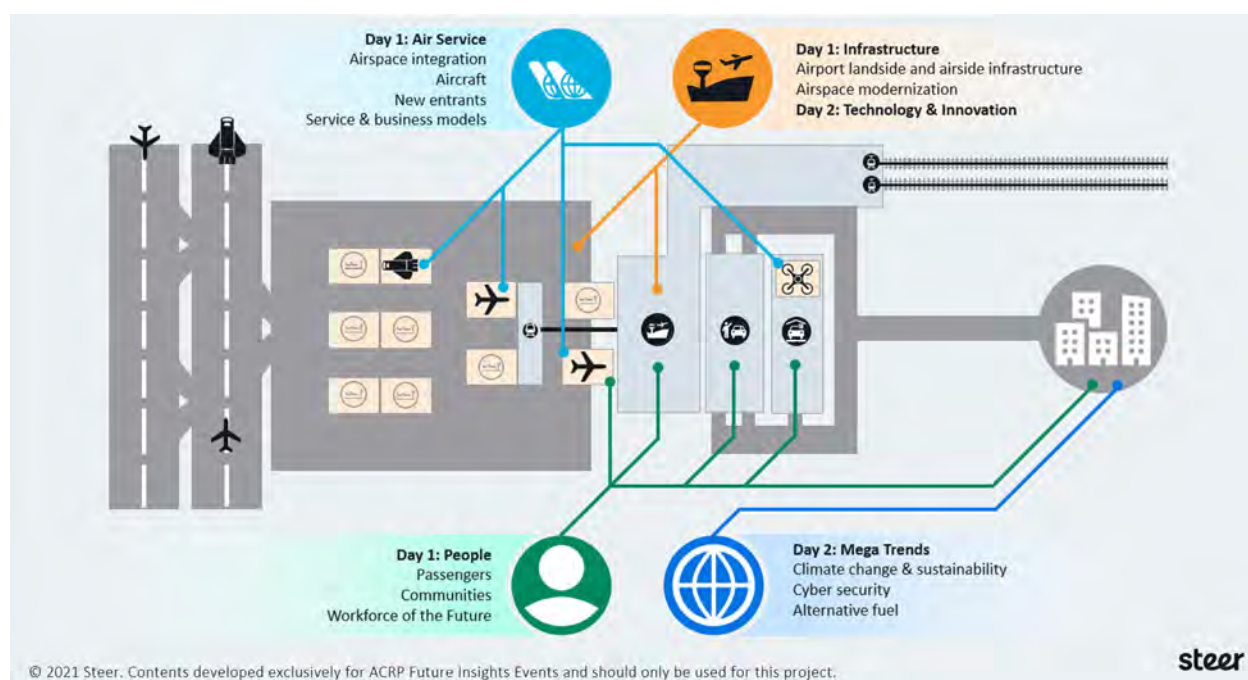 Day 1: Air Service
Airspace integration
Aircraft
New entrants
Service & business models
Day 1: Infrastructure
Airport landside and airside infrastructure
Airspace modernization
Day 2: Technology & Innovation
Day 1: People
Passengers
Communities
Workforce of the Future
Day 2: Mega Trends
Climate change & sustainability
Cyber security
Alternative fuel
© 2021 Steer. Contents developed exclusively for ACRP Future Insights Events and should only be used for this project.
steer